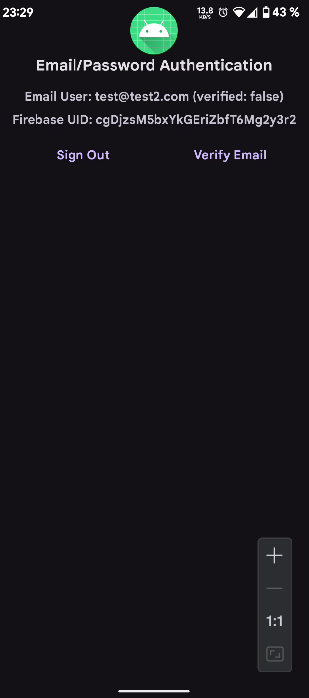 23:29
13.8 KB/S 43 %
Email/Password Authentication
Email User: test@test2.com (verified: false)
Firebase UID: cgDjzsM5bxYkGEriZbfT6Mg2y3r2
Sign Out Verify Email
1:1